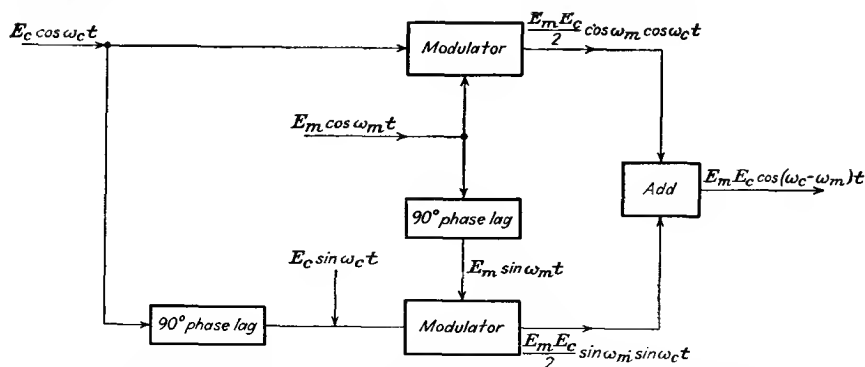 E_c cos ω_c t
Modulator
E_m E_c/2 cos ω_m cos ω_c t
E_m cos ω_m t
Add
E_m E_c cos (ω_c - ω_m) t
90° phase lag
E_c sin ω_c t
E_m sin ω_m t
90° phase lag
Modulator
E_m E_c/2 sin ω_m sin ω_c t